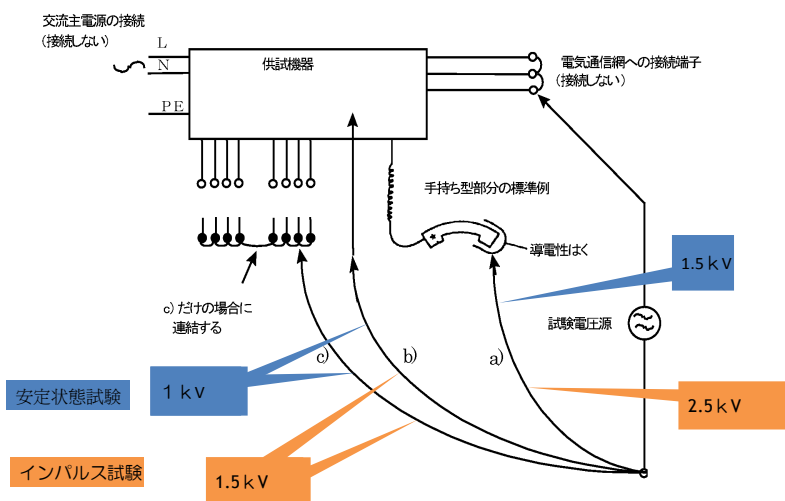 交流主電源の接続
（接続しない）
L
N
PE
供試機器
電気通信網への接続端子
（接続しない）
手持ち型部分の標準例
導電性はく
1.5kV
c）だけの場合に
連結する
試験電圧源
c）
b）
a）
安定状態試験
1kV
2.5kV
インパルス試験
1.5kV